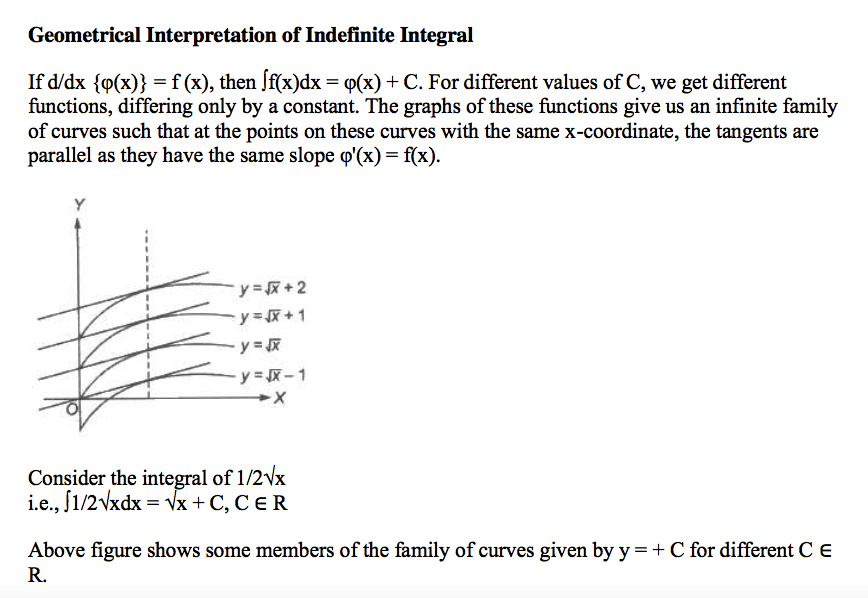 Geometrical Interpretation of Indefinite Integral
If d/dx {φ(x)} = f (x), then ∫f(x)dx = φ(x) + C. For different values of C, we get different
functions, differing only by a constant. The graphs of these functions give us an infinite family
of curves such that at the points on these curves with the same x-coordinate, the tangents are
parallel as they have the same slope φ'(x) = f(x).
Y
y = √x + 2
y = √x + 1
y = √x
y = √x – 1
X
O
Consider the integral of 1/2√x
i.e., ∫1/2√xdx = √x + C, C ∈ R
Above figure shows some members of the family of curves given by y = + C for different C ∈
R.